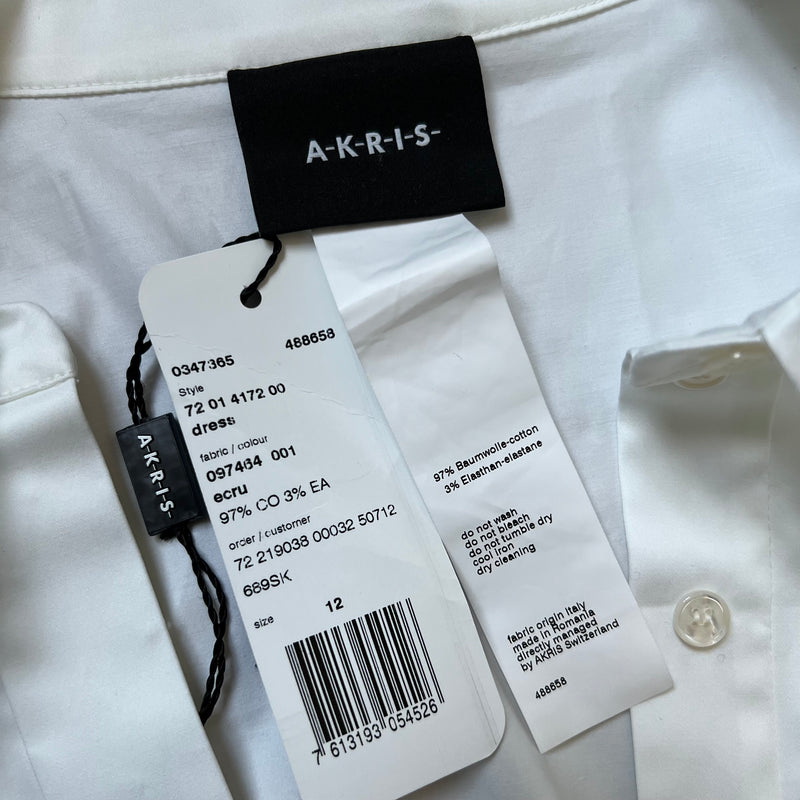 A-K-R-I-S-
0347365 488658
Style
72 01 4172 00
dress
fabric / colour
097464 001
ecru
97% CO 3% EA
order / customer
72 219038 00032 50712
689SK
size 12
7 613193 054526
A-K-R-I-S-
97% Baumwolle-cotton
3% Elasthan-elastane
do not wash
do not bleach
do not tumble dry
cool iron
dry cleaning
fabric origin Italy
made in Romania
directly managed
by AKRIS Switzerland
488658